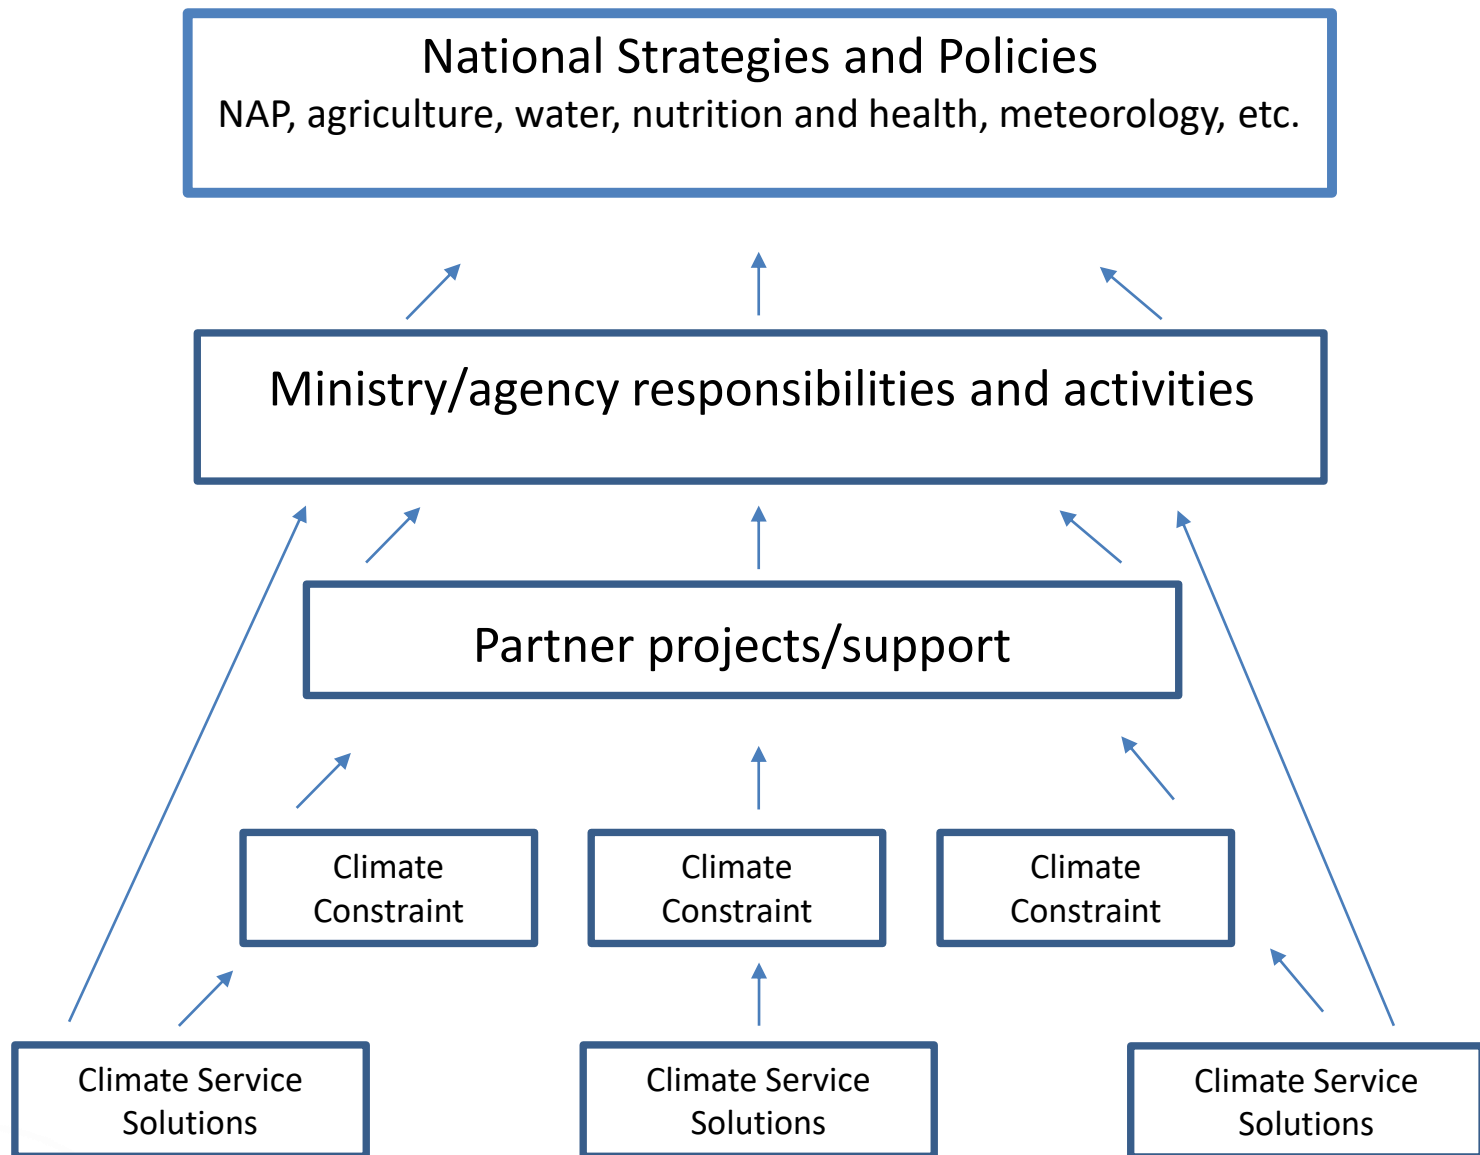 National Strategies and Policies
NAP, agriculture, water, nutrition and health, meteorology, etc.
Ministry/agency responsibilities and activities
Partner projects/support
Climate
Constraint
Climate
Constraint
Climate
Constraint
Climate Service
Solutions
Climate Service
Solutions
Climate Service
Solutions